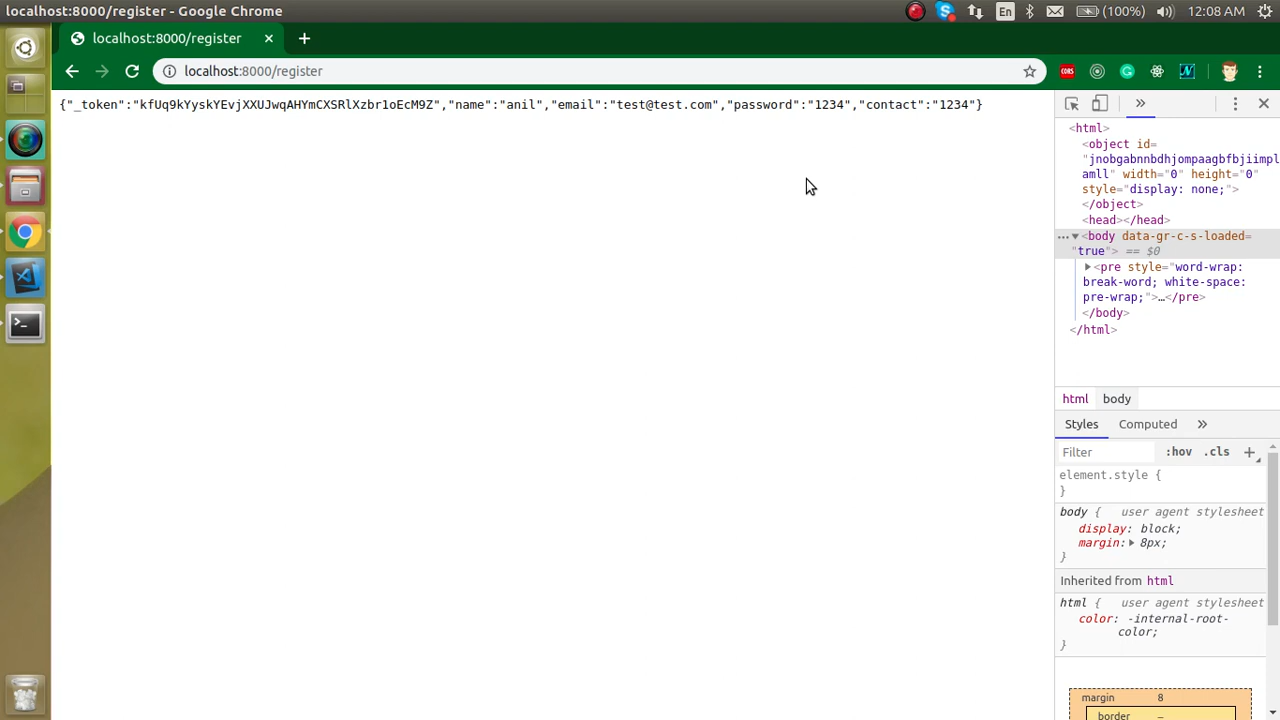 localhost:8000/register - Google Chrome
En
(100%)
12:08 AM
localhost:8000/register
localhost:8000/register
CORS
{"_token":"kfUq9kYyskYEvjXXUJwqAHYmCXSRlXzbr1oEcM9Z","name":"anil","email":"test@test.com","password":"1234","contact":"1234"}
<html>
<object id=
"jnobgabnnbdhjompaagbfbjiimpl
amll" width="0" height="0"
style="display: none;">
</object>
<head></head>
<body data-gr-c-s-loaded=
"true"> == $0
<pre style="word-wrap:
break-word; white-space:
pre-wrap;">…</pre>
</body>
</html>
html body
Styles Computed
Filter :hov .cls
element.style {
}
body { user agent stylesheet
display: block;
margin: 8px;
}
Inherited from html
html { user agent stylesheet
color: -internal-root-
color;
}
margin 8
border –